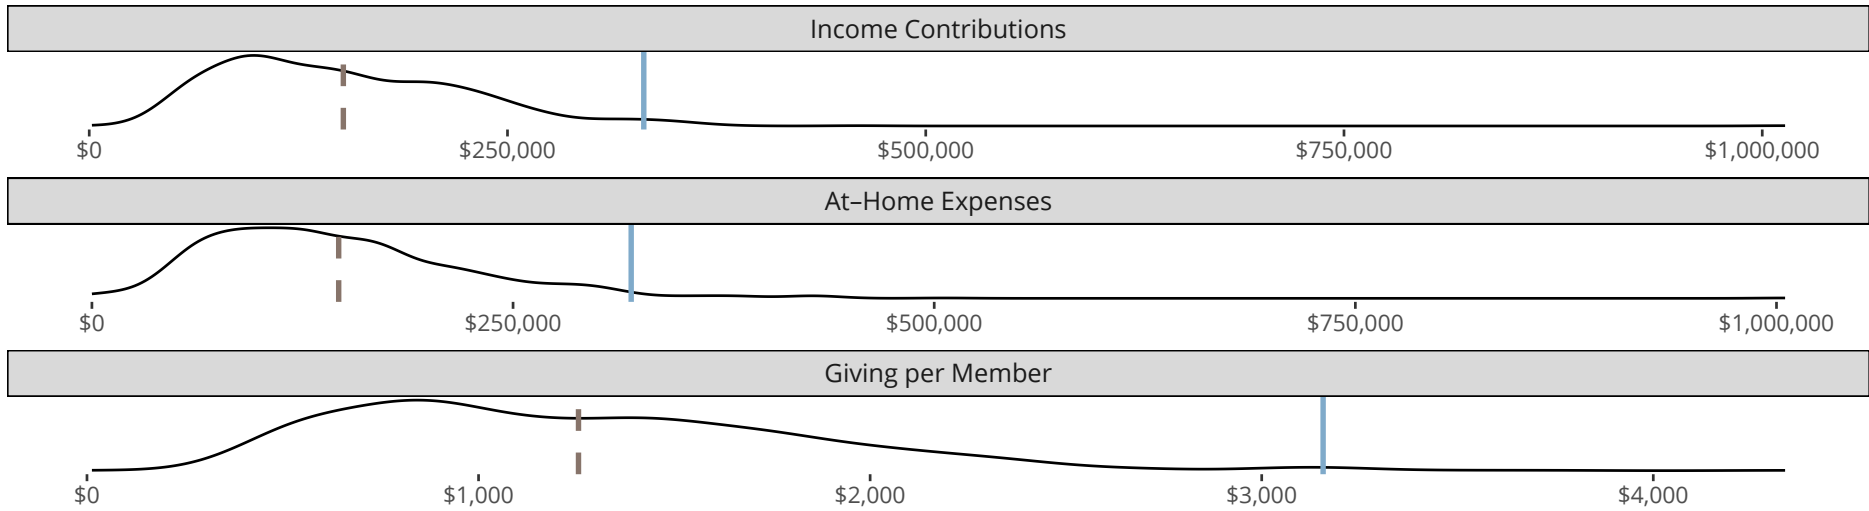 Income Contributions
$0 $250,000 $500,000 $750,000 $1,000,000
At–Home Expenses
$0 $250,000 $500,000 $750,000 $1,000,000
Giving per Member
$0 $1,000 $2,000 $3,000 $4,000